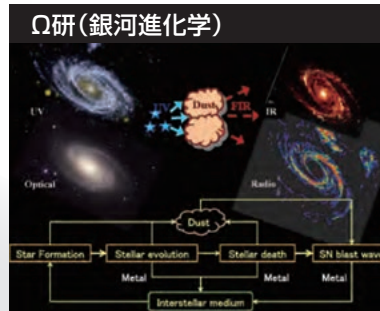 Ω研（銀河進化学）
UV
UV
Dust
FIR
IR
Optical
Radio
Dust
Star Formation
Stellar evolution
Stellar death
SN blast wave
Metal
Metal
Metal
Interstellar medium